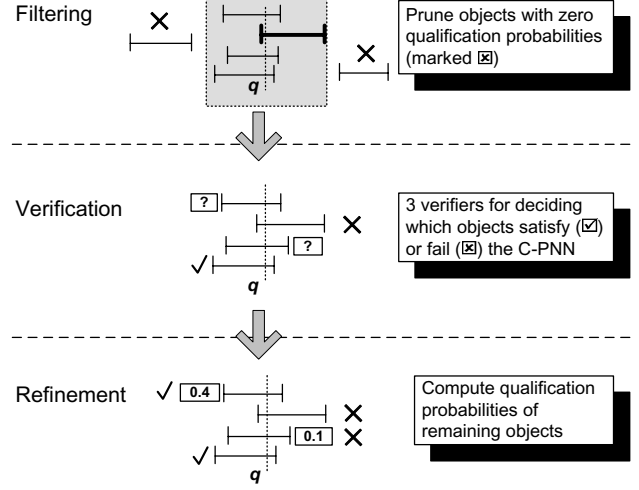 Filtering
Prune objects with zero
qualification probabilities
(marked ☒)
q
Verification
?
?
q
3 verifiers for deciding
which objects satisfy (☑)
or fail (☒) the C-PNN
Refinement
0.4
0.1
q
Compute qualification
probabilities of
remaining objects